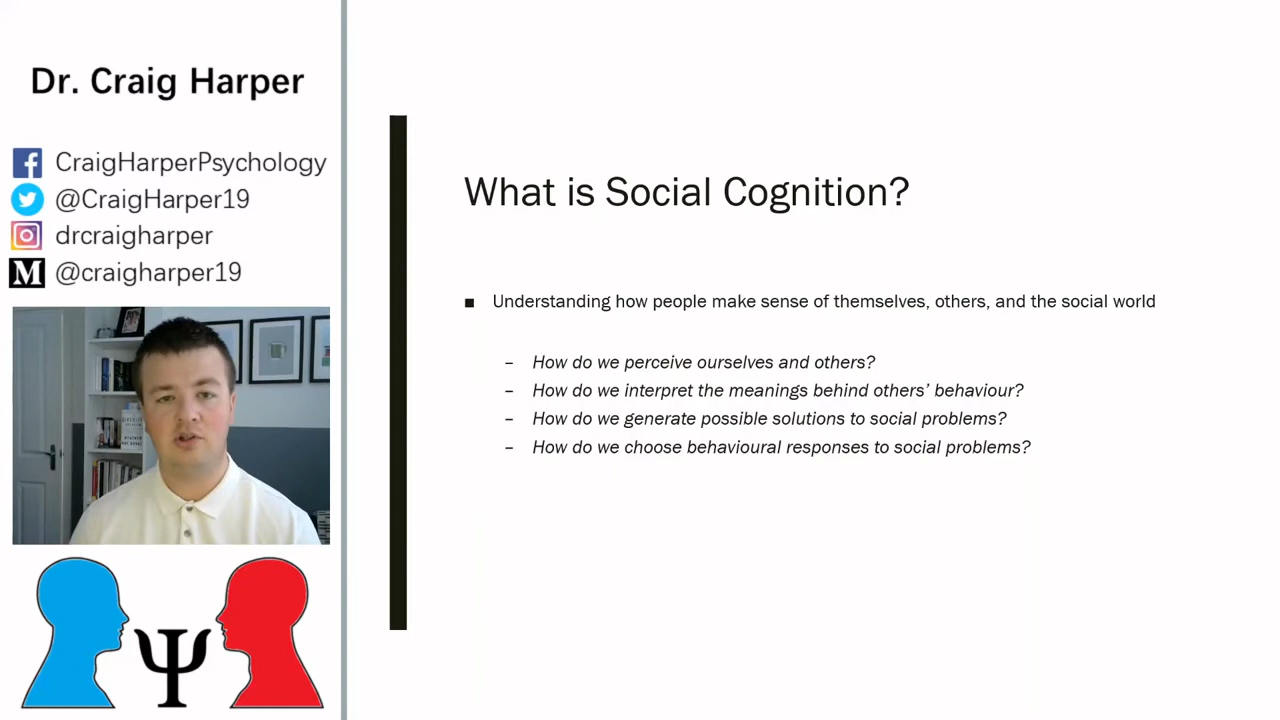 Dr. Craig Harper
CraigHarperPsychology
@CraigHarper19
drcraigharper
M @craigharper19
Ψ
What is Social Cognition?
■ Understanding how people make sense of themselves, others, and the social world
– How do we perceive ourselves and others?
– How do we interpret the meanings behind others’ behaviour?
– How do we generate possible solutions to social problems?
– How do we choose behavioural responses to social problems?